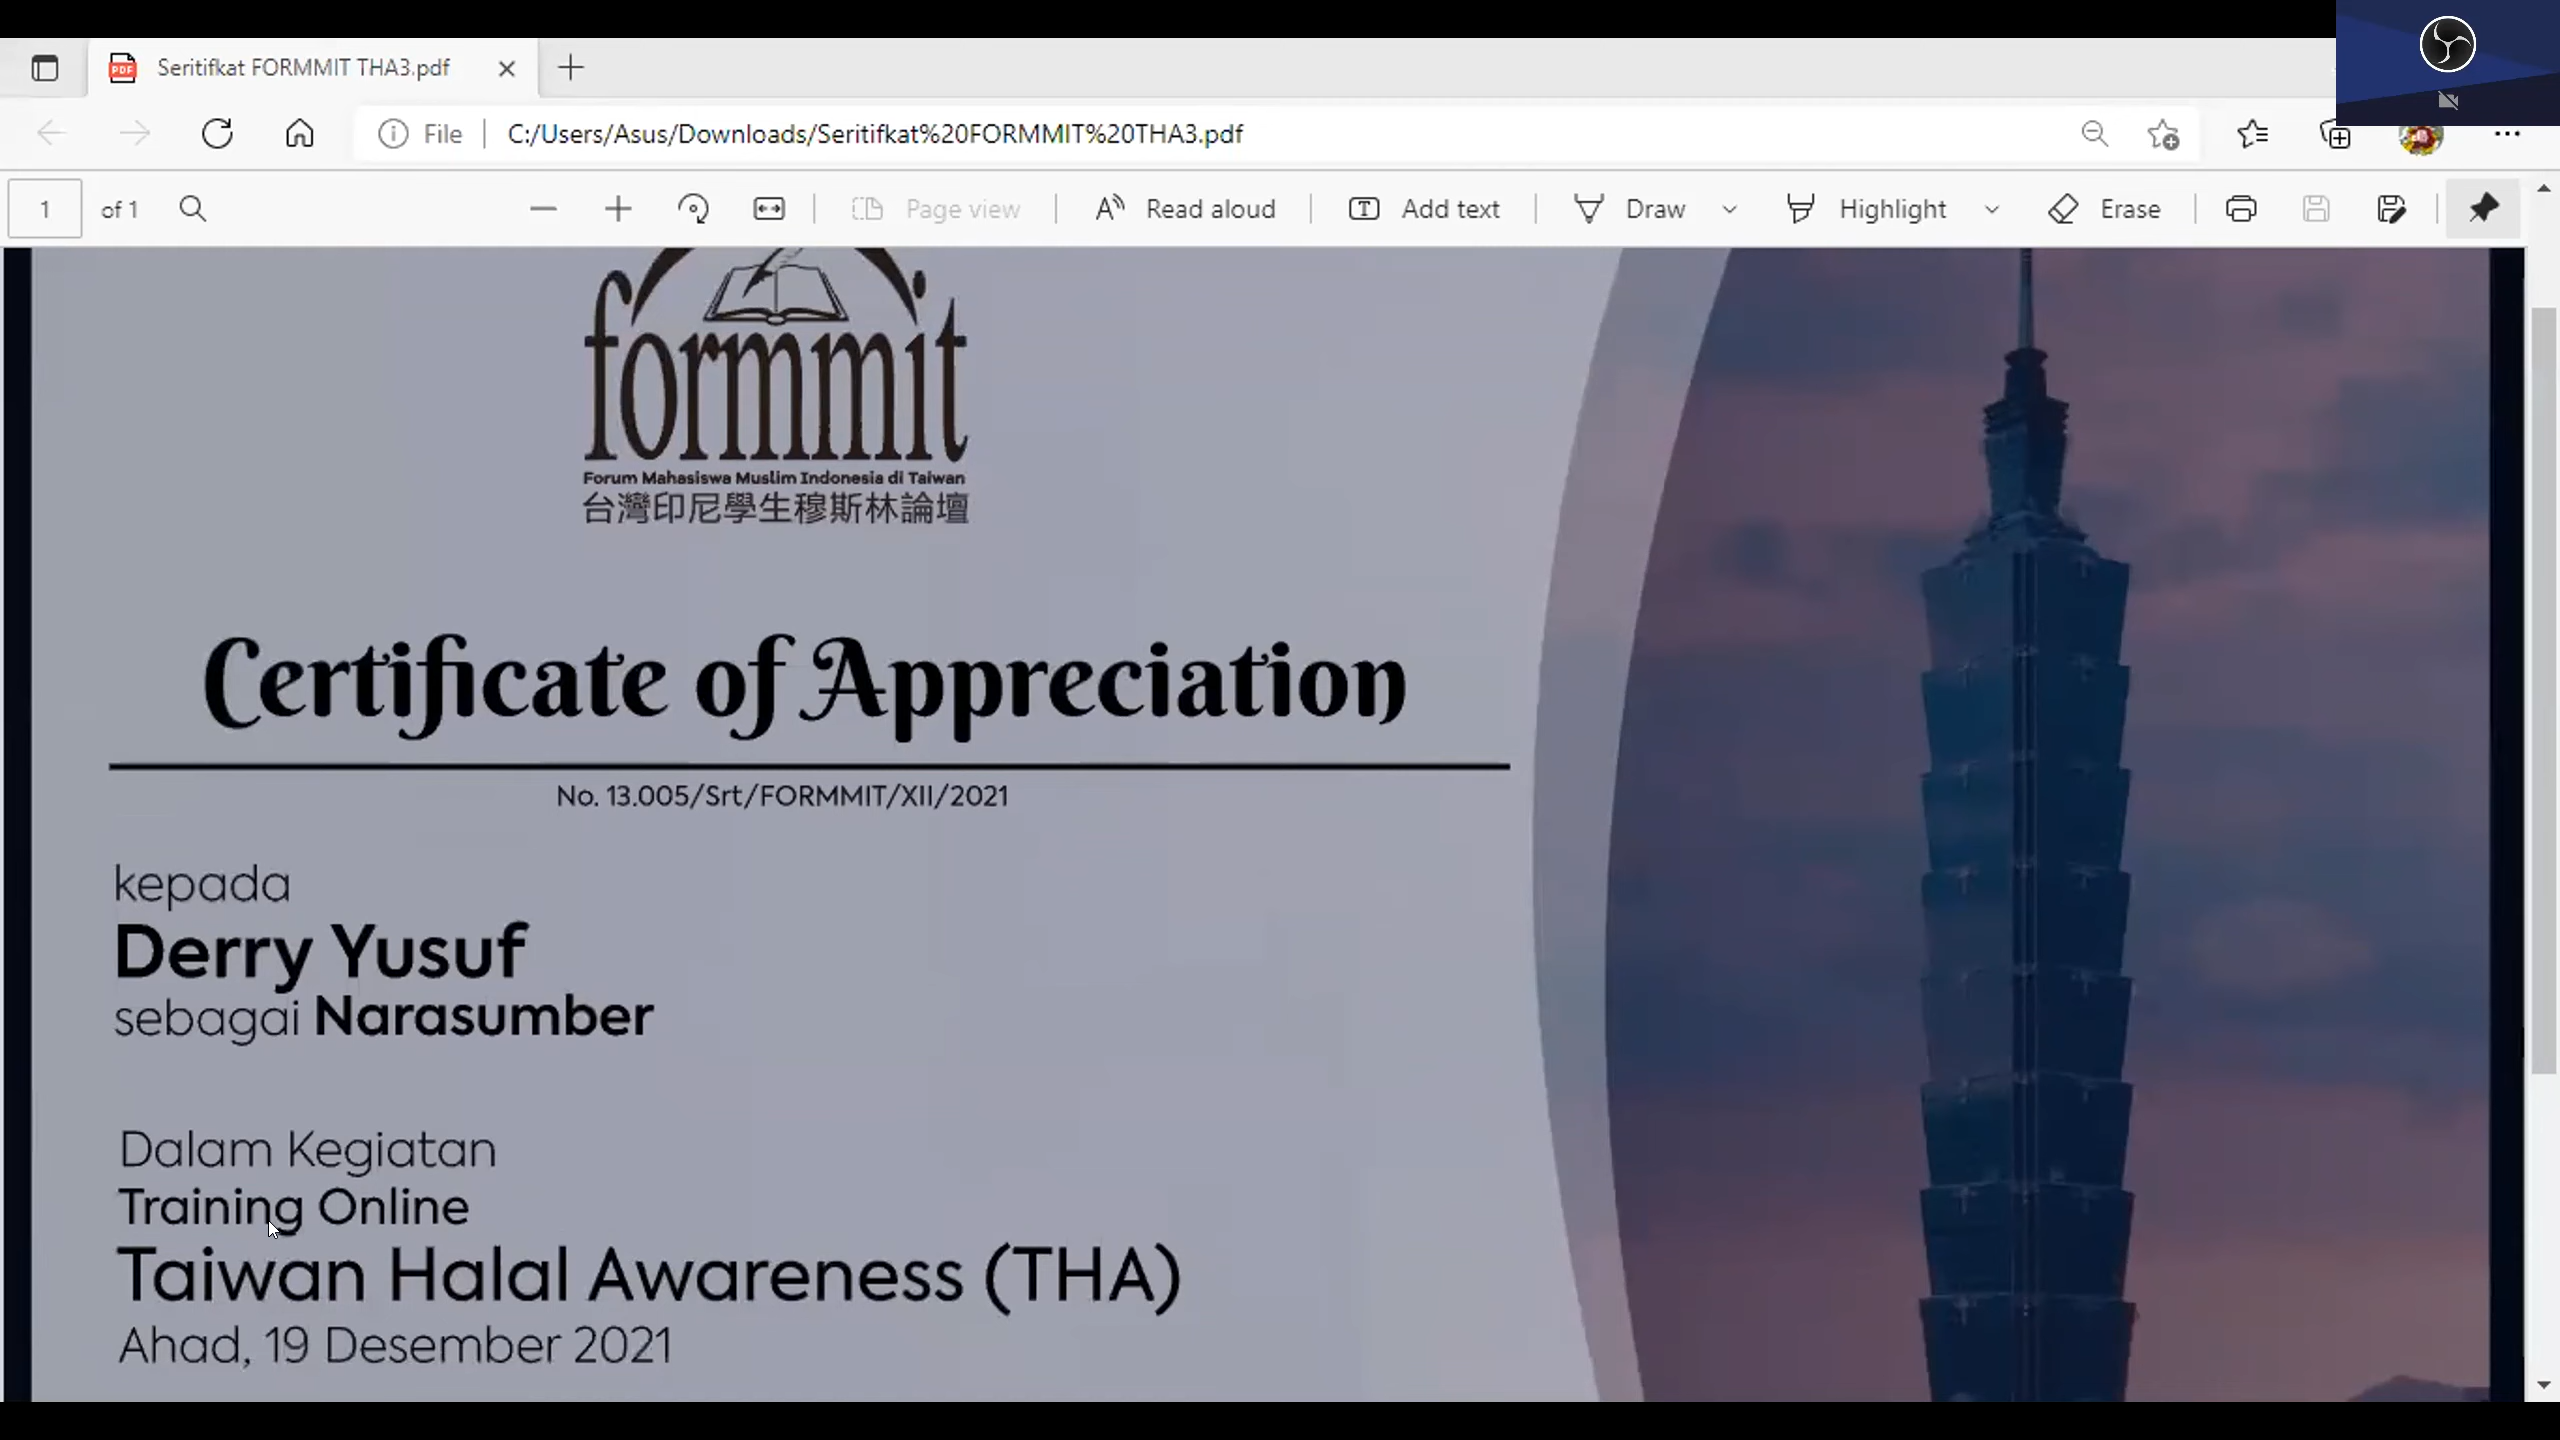 Seritifkat FORMMIT THA3.pdf
File
C:/Users/Asus/Downloads/Seritifkat%20FORMMIT%20THA3.pdf
1 of 1
Page view
Read aloud
Add text
Draw
Highlight
Erase
formmit
Forum Mahasiswa Muslim Indonesia di Taiwan
台灣印尼學生穆斯林論壇
Certificate of Appreciation
No. 13.005/Srt/FORMMIT/XII/2021
kepada
Derry Yusuf
sebagai Narasumber
Dalam Kegiatan
Training Online
Taiwan Halal Awareness (THA)
Ahad, 19 Desember 2021